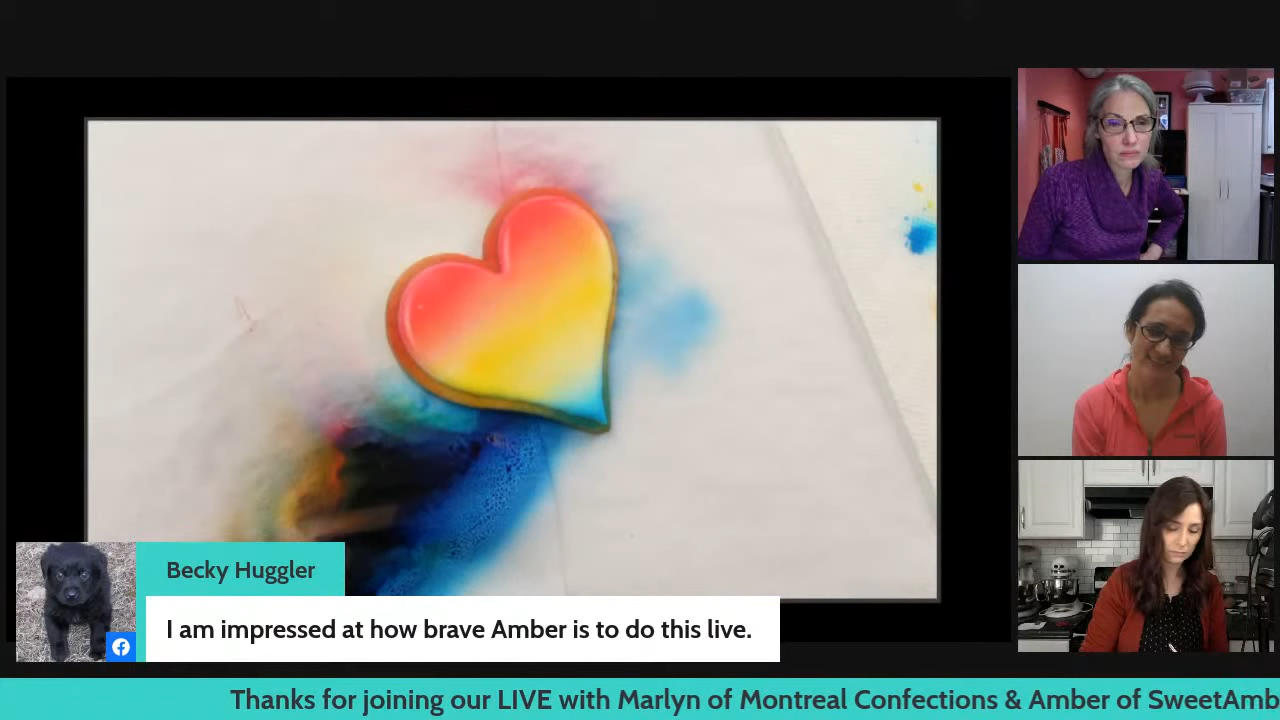 Becky Huggler
I am impressed at how brave Amber is to do this live.
Thanks for joining our LIVE with Marlyn of Montreal Confections & Amber of SweetAmb